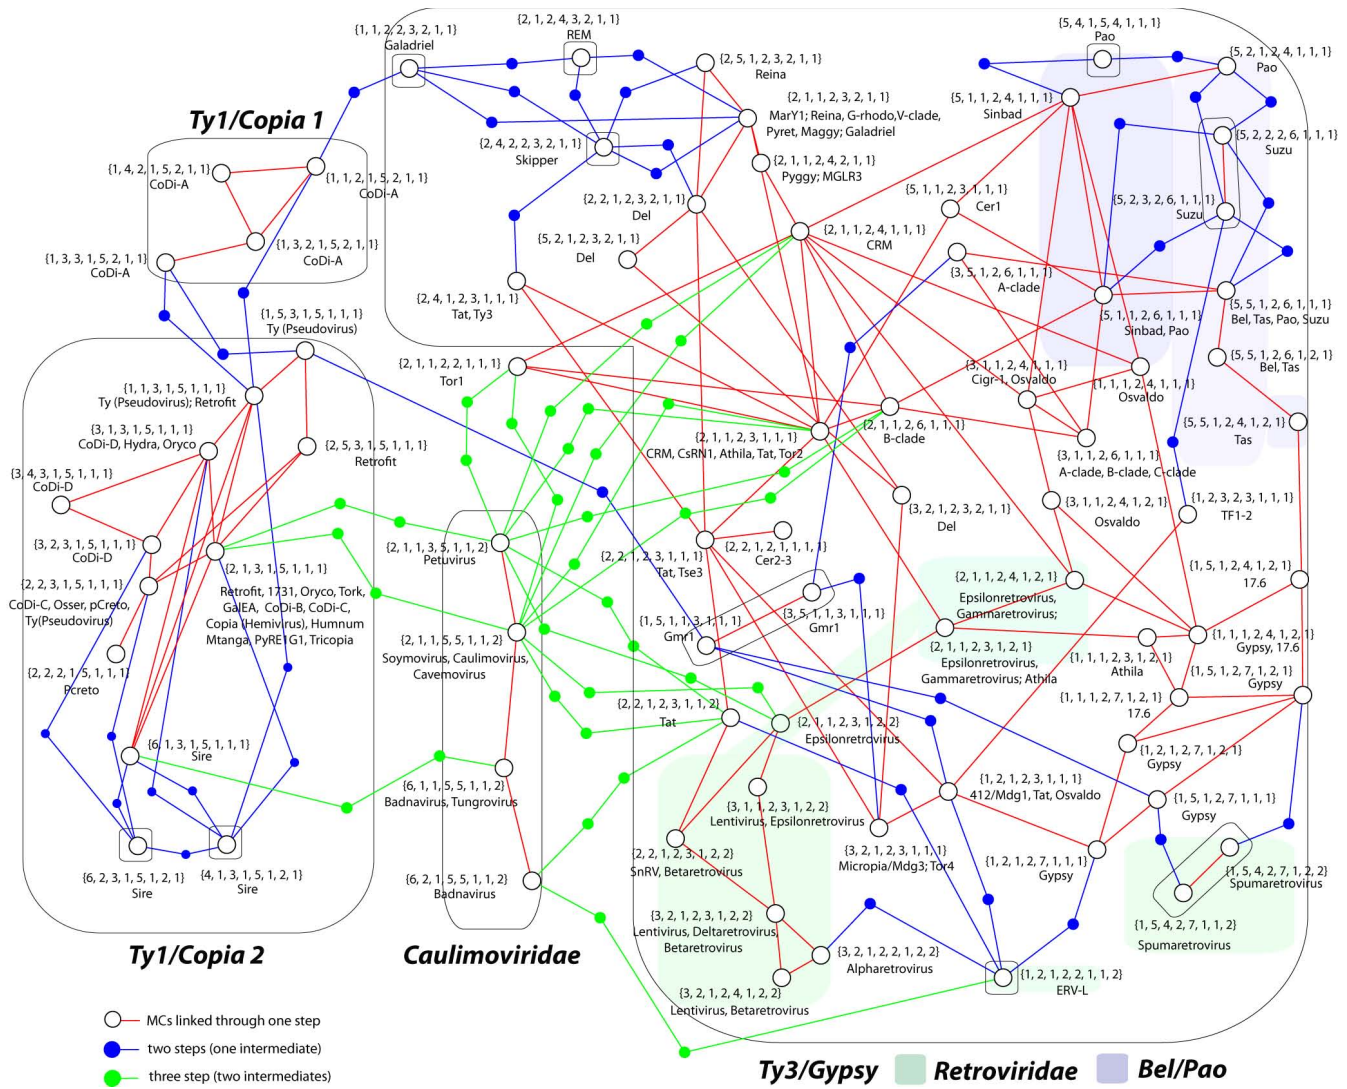 {1, 1, 2, 2, 3, 2, 1, 1}
Galadriel
{2, 1, 2, 4, 3, 2, 1, 1}
REM
{2, 5, 1, 2, 3, 2, 1, 1}
Reina
{5, 4, 1, 5, 4, 1, 1, 1}
Pao
{5, 2, 1, 2, 4, 1, 1, 1}
Pao
{2, 1, 1, 2, 3, 2, 1, 1}
MarY1; Reina, G-rhodo,V-clade,
Pyret, Maggy; Galadriel
{5, 1, 1, 2, 4, 1, 1, 1}
Sinbad
Ty1/Copia 1
{2, 4, 2, 2, 3, 2, 1, 1}
Skipper
{5, 2, 2, 2, 6, 1, 1, 1}
Suzu
{1, 4, 2, 1, 5, 2, 1, 1}
CoDi-A
{1, 1, 2, 1, 5, 2, 1, 1}
CoDi-A
{2, 1, 1, 2, 4, 2, 1, 1}
Pyggy; MGLR3
{2, 2, 1, 2, 3, 2, 1, 1}
Del
{5, 1, 1, 2, 3, 1, 1, 1}
Cer1
{5, 2, 3, 2, 6, 1, 1, 1}
Suzu
{1, 3, 2, 1, 5, 2, 1, 1}
CoDi-A
{1, 3, 3, 1, 5, 2, 1, 1}
CoDi-A
{5, 2, 1, 2, 3, 2, 1, 1}
Del
{2, 1, 1, 2, 4, 1, 1, 1}
CRM
{3, 5, 1, 2, 6, 1, 1, 1}
A-clade
{2, 4, 1, 2, 3, 1, 1, 1}
Tat, Ty3
{5, 1, 1, 2, 6, 1, 1, 1}
Sinbad, Pao
{5, 5, 1, 2, 6, 1, 1, 1}
Bel, Tas, Pao, Suzu
{1, 5, 3, 1, 5, 1, 1, 1}
Ty (Pseudovirus)
{2, 1, 1, 2, 2, 1, 1, 1}
Tor1
{3, 1, 1, 2, 4, 1, 1, 1}
Cigr-1, Osvaldo
{1, 1, 1, 2, 4, 1, 1, 1}
Osvaldo
{5, 5, 1, 2, 6, 1, 2, 1}
Bel, Tas
{1, 1, 3, 1, 5, 1, 1, 1}
Ty (Pseudovirus); Retrofit
{3, 1, 3, 1, 5, 1, 1, 1}
CoDi-D, Hydra, Oryco
{2, 5, 3, 1, 5, 1, 1, 1}
Retrofit
{2, 1, 1, 2, 3, 1, 1, 1}
CRM, CsRN1, Athila, Tat, Tor2
{2, 1, 1, 2, 6, 1, 1, 1}
B-clade
{3, 1, 1, 2, 6, 1, 1, 1}
A-clade, B-clade, C-clade
{5, 5, 1, 2, 4, 1, 2, 1}
Tas
{3, 4, 3, 1, 5, 1, 1, 1}
CoDi-D
{3, 2, 1, 2, 3, 2, 1, 1}
Del
{3, 1, 1, 2, 4, 1, 2, 1}
Osvaldo
{1, 2, 3, 2, 3, 1, 1, 1}
TF1-2
{3, 2, 3, 1, 5, 1, 1, 1}
CoDi-D
{2, 1, 1, 3, 5, 1, 1, 2}
Petuvirus
{2, 2, 1, 2, 3, 1, 1, 1}
Tat, Tse3
{2, 2, 1, 2, 1, 1, 1, 1}
Cer2-3
{2, 2, 3, 1, 5, 1, 1, 1}
CoDi-C, Osser, pCreto,
Ty(Pseudovirus)
{2, 1, 3, 1, 5, 1, 1, 1}
Retrofit, 1731, Oryco, Tork,
GalEA, CoDi-B, CoDi-C,
Copia (Hemivirus), Humnum
Mtanga, PyRE1G1, Tricopia
{2, 1, 1, 2, 4, 1, 2, 1}
Epsilonretrovirus,
Gammaretrovirus;
{1, 5, 1, 2, 4, 1, 2, 1}
17.6
{1, 5, 1, 1, 3, 1, 1, 1}
Gmr1
{3, 5, 1, 1, 3, 1, 1, 1}
Gmr1
{2, 1, 1, 5, 5, 1, 1, 2}
Soymovirus, Caulimovirus,
Cavemovirus
{2, 1, 1, 2, 3, 1, 2, 1}
Epsilonretrovirus,
Gammaretrovirus; Athila
{1, 1, 1, 2, 3, 1, 2, 1}
Athila
{1, 1, 1, 2, 4, 1, 2, 1}
Gypsy, 17.6
{1, 5, 1, 2, 7, 1, 2, 1}
Gypsy
{2, 2, 2, 1, 5, 1, 1, 1}
Pcreto
{1, 1, 1, 2, 7, 1, 2, 1}
17.6
{2, 2, 1, 2, 3, 1, 1, 2}
Tat
{2, 1, 1, 2, 3, 1, 2, 2}
Epsilonretrovirus
{6, 1, 3, 1, 5, 1, 1, 1}
Sire
{1, 2, 1, 2, 7, 1, 2, 1}
Gypsy
{6, 1, 1, 5, 5, 1, 1, 2}
Badnavirus, Tungrovirus
{3, 1, 1, 2, 3, 1, 2, 2}
Lentivirus, Epsilonretrovirus
{1, 2, 1, 2, 3, 1, 1, 1}
412/Mdg1, Tat, Osvaldo
{1, 5, 1, 2, 7, 1, 1, 1}
Gypsy
{2, 2, 1, 2, 3, 1, 2, 2}
SnRV, Betaretrovirus
{3, 2, 1, 2, 3, 1, 1, 1}
Micropia/Mdg3; Tor4
{1, 2, 1, 2, 7, 1, 1, 1}
Gypsy
{1, 5, 4, 2, 7, 1, 2, 2}
Spumaretrovirus
{6, 2, 3, 1, 5, 1, 2, 1}
Sire
{4, 1, 3, 1, 5, 1, 2, 1}
Sire
{6, 2, 1, 5, 5, 1, 1, 2}
Badnavirus
{3, 2, 1, 2, 3, 1, 2, 2}
Lentivirus, Deltaretrovirus,
Betaretrovirus
{1, 5, 4, 2, 7, 1, 1, 2}
Spumaretrovirus
Ty1/Copia 2
Caulimoviridae
{3, 2, 1, 2, 2, 1, 2, 2}
Alpharetrovirus
{1, 2, 1, 2, 2, 1, 1, 2}
ERV-L
{3, 2, 1, 2, 4, 1, 2, 2}
Lentivirus, Betaretrovirus
MCs linked through one step
two steps (one intermediate)
three step (two intermediates)
Ty3/Gypsy
Retroviridae
Bel/Pao